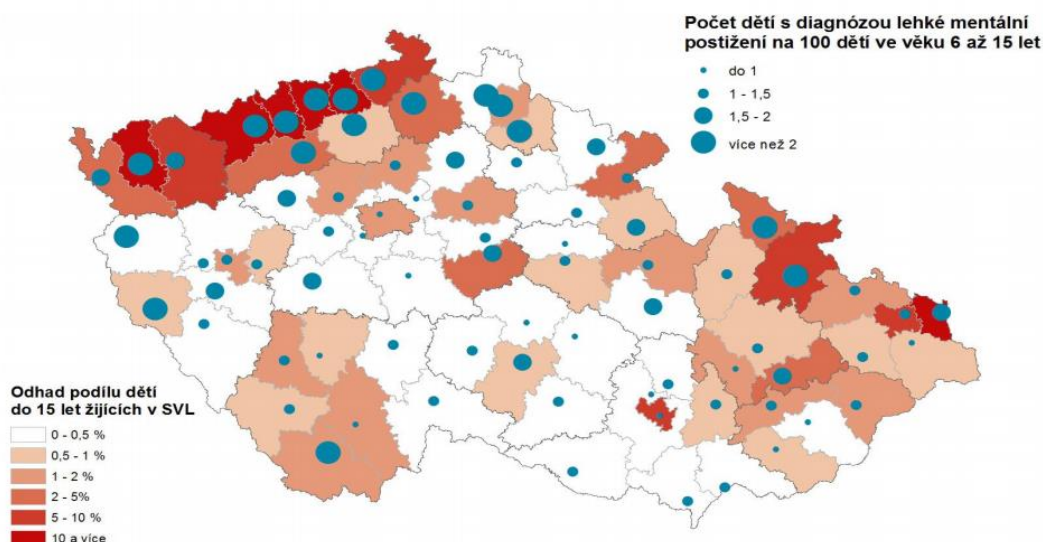 Počet dětí s diagnózou lehké mentální
postižení na 100 dětí ve věku 6 až 15 let
do 1
1 - 1,5
1,5 - 2
více než 2
Odhad podílu dětí
do 15 let žijících v SVL
0 - 0,5 %
0,5 - 1 %
1 - 2 %
2 - 5%
5 - 10 %
10 a více